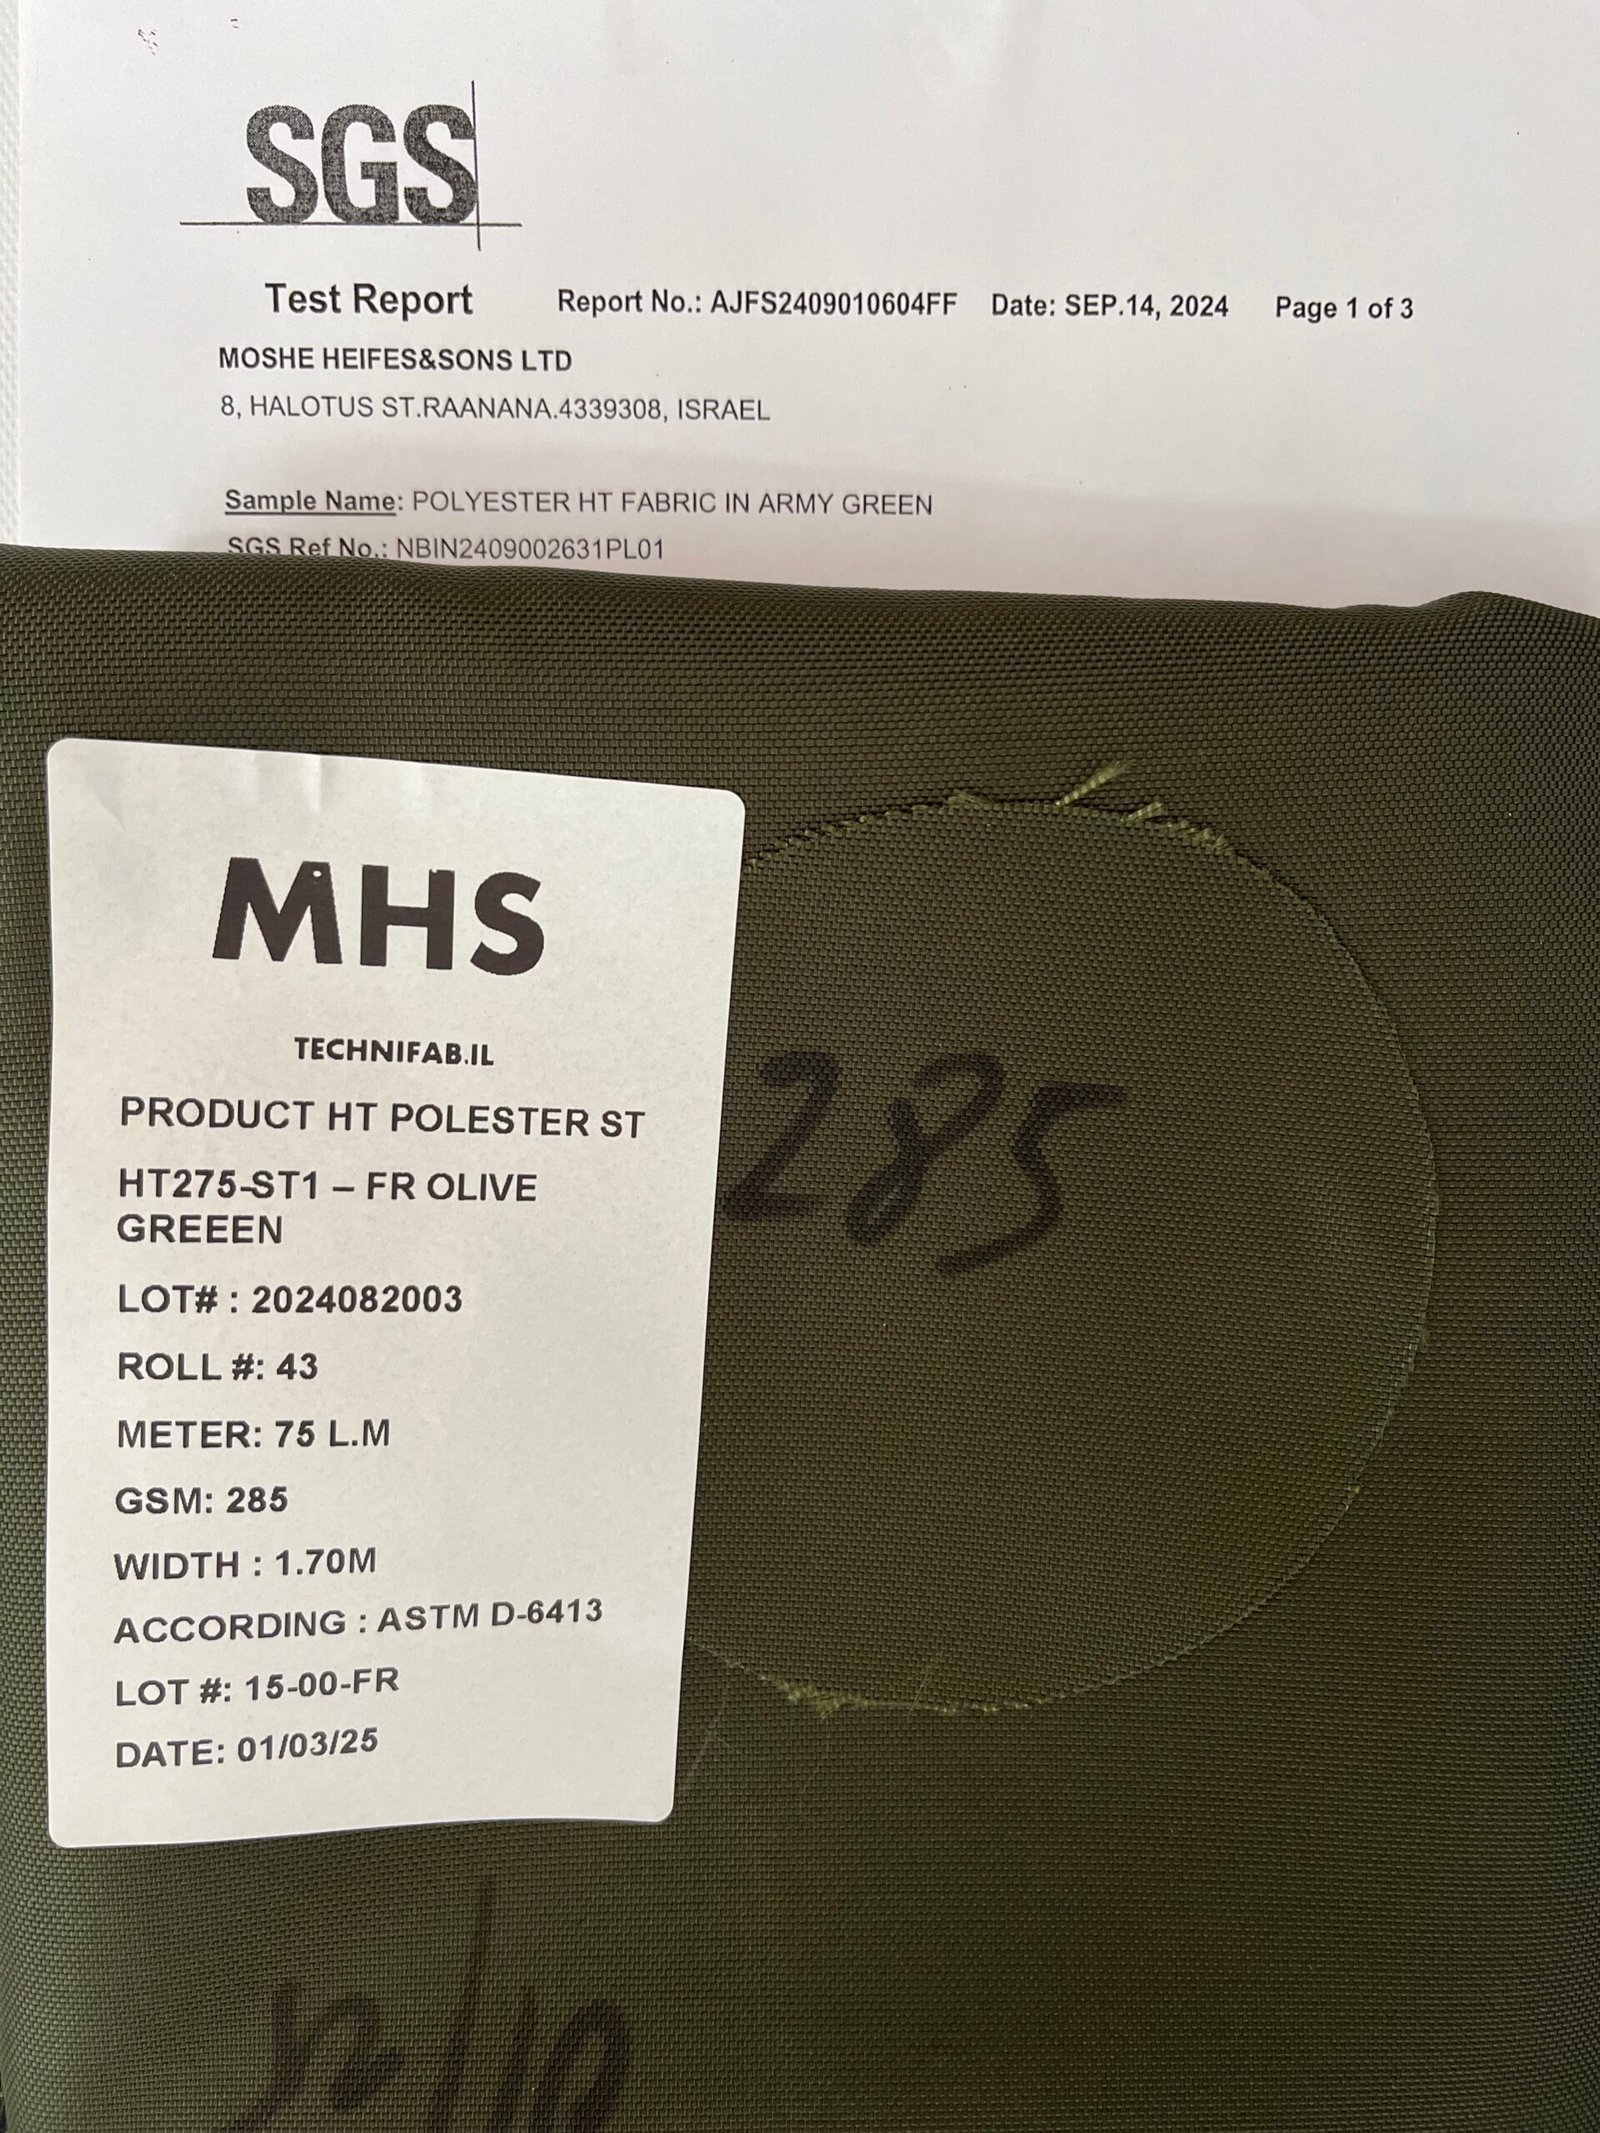 SGS
Test Report Report No.: AJFS2409010604FF Date: SEP.14, 2024 Page 1 of 3
MOSHE HEIFES&SONS LTD
8, HALOTUS ST.RAANANA.4339308, ISRAEL
Sample Name: POLYESTER HT FABRIC IN ARMY GREEN
SGS Ref No.: NBIN2409002631PL01
MHS
TECHNIFAB.IL
PRODUCT HT POLESTER ST
HT275-ST1 – FR OLIVE
GREEEN
LOT# : 2024082003
ROLL #: 43
METER: 75 L.M
GSM: 285
WIDTH : 1.70M
ACCORDING : ASTM D-6413
LOT #: 15-00-FR
DATE: 01/03/25
285